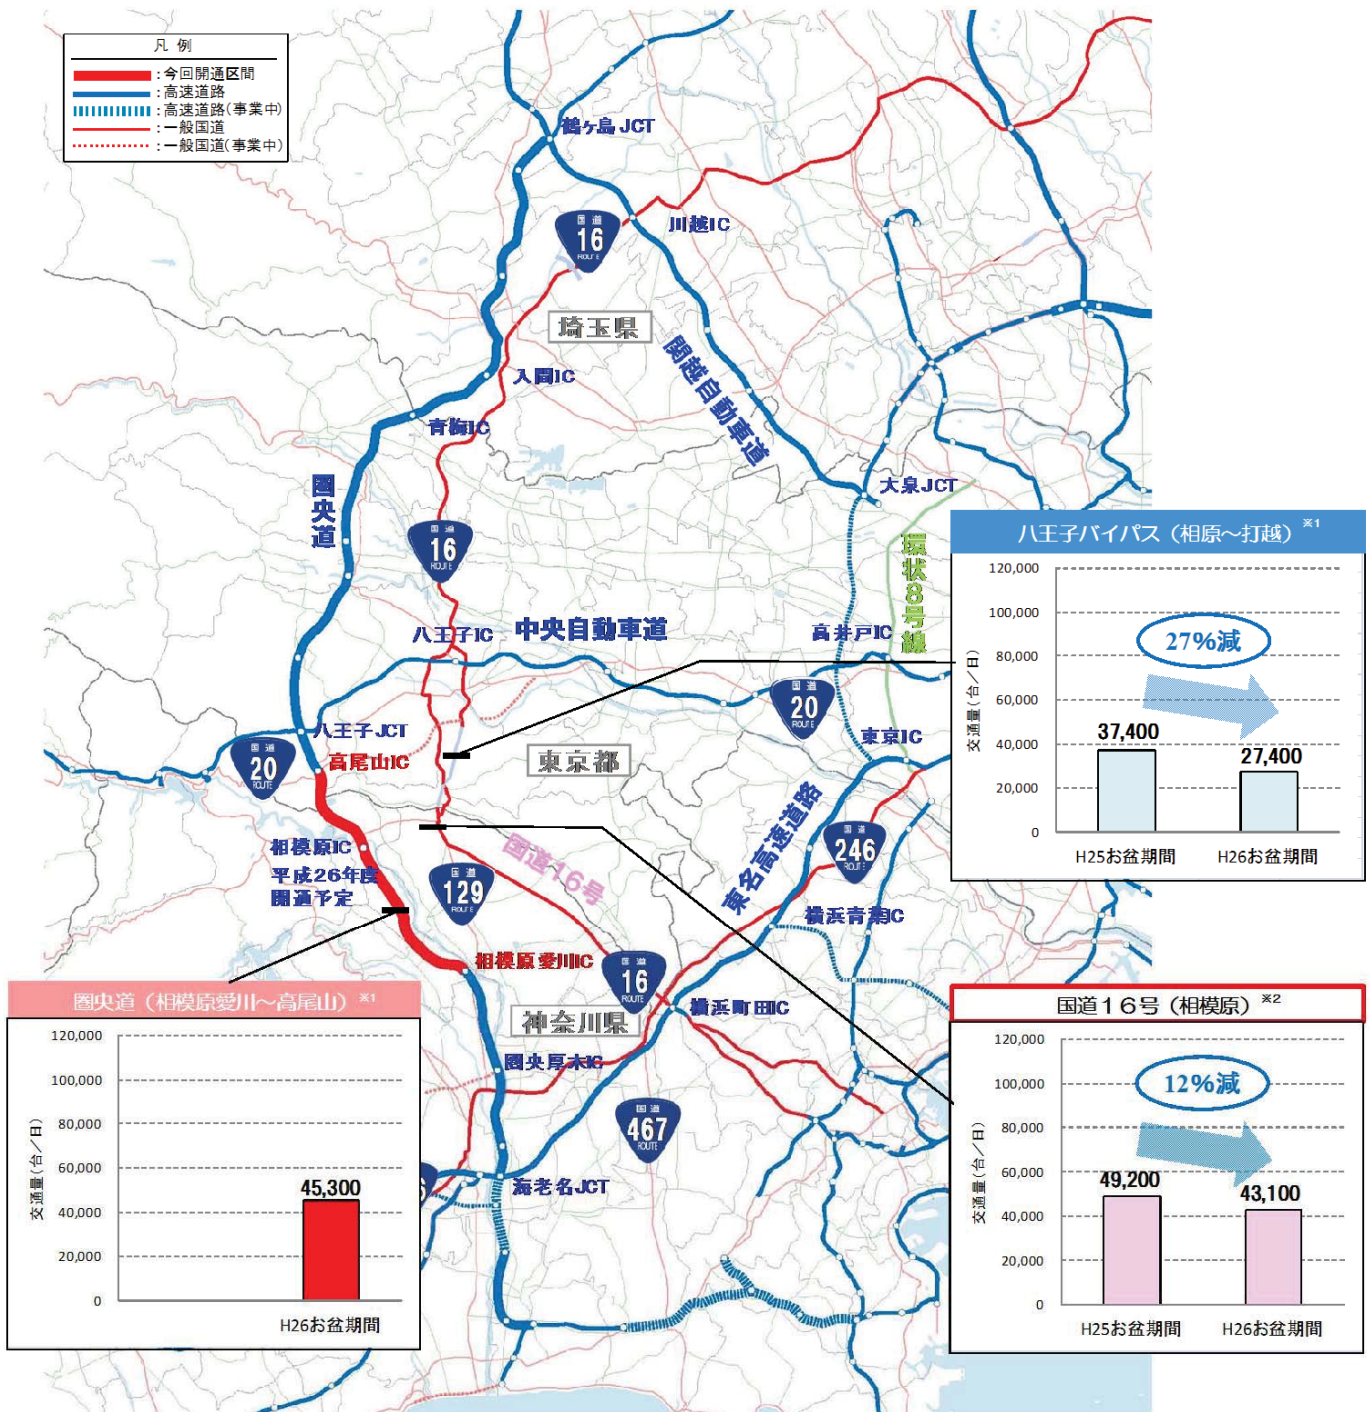 凡 例
：今回開通区間
：高速道路
：高速道路（事業中）
：一般国道
：一般国道（事業中）
鶴ヶ島JCT
川越IC
国道
16
ROUTE
埼玉県
入間IC
関越自動車道
青梅IC
圏央道
大泉JCT
環状8号線
国道
16
ROUTE
八王子IC
中央自動車道
高井戸IC
国道
20
ROUTE
八王子JCT
東京IC
国道
20
ROUTE
高尾山IC
東京都
東名高速道路
国道
246
ROUTE
相模原IC
平成26年度
開通予定
国道16号
国道
129
ROUTE
横浜青葉IC
相模原愛川IC
国道
16
ROUTE
横浜町田IC
神奈川県
圏央厚木IC
国道
467
ROUTE
海老名JCT
八王子バイパス（相原～打越）※1
交通量（台／日）
120,000
100,000
80,000
60,000
40,000
20,000
0
27%減
37,400
27,400
H25お盆期間
H26お盆期間
圏央道（相模原愛川～高尾山）※1
交通量（台／日）
120,000
100,000
80,000
60,000
40,000
20,000
0
45,300
H26お盆期間
国道１６号（相模原）※2
交通量（台／日）
120,000
100,000
80,000
60,000
40,000
20,000
0
12%減
49,200
43,100
H25お盆期間
H26お盆期間